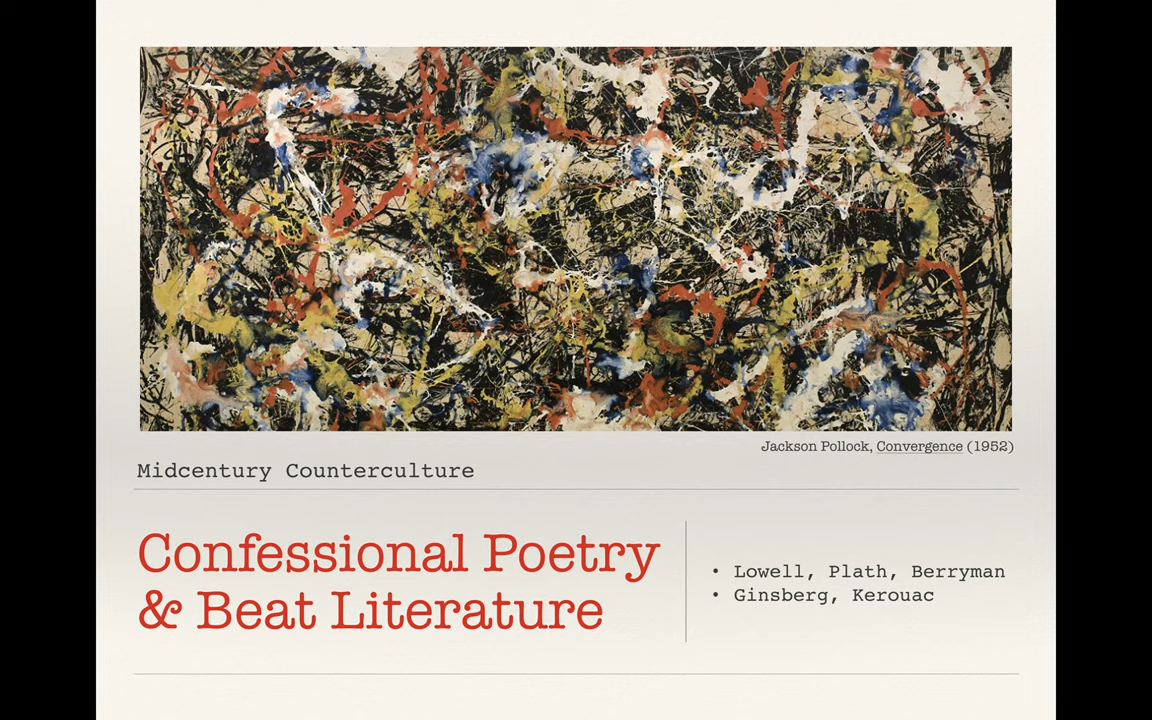 Jackson Pollock, Convergence (1952)
Midcentury Counterculture
Confessional Poetry
& Beat Literature
• Lowell, Plath, Berryman
• Ginsberg, Kerouac